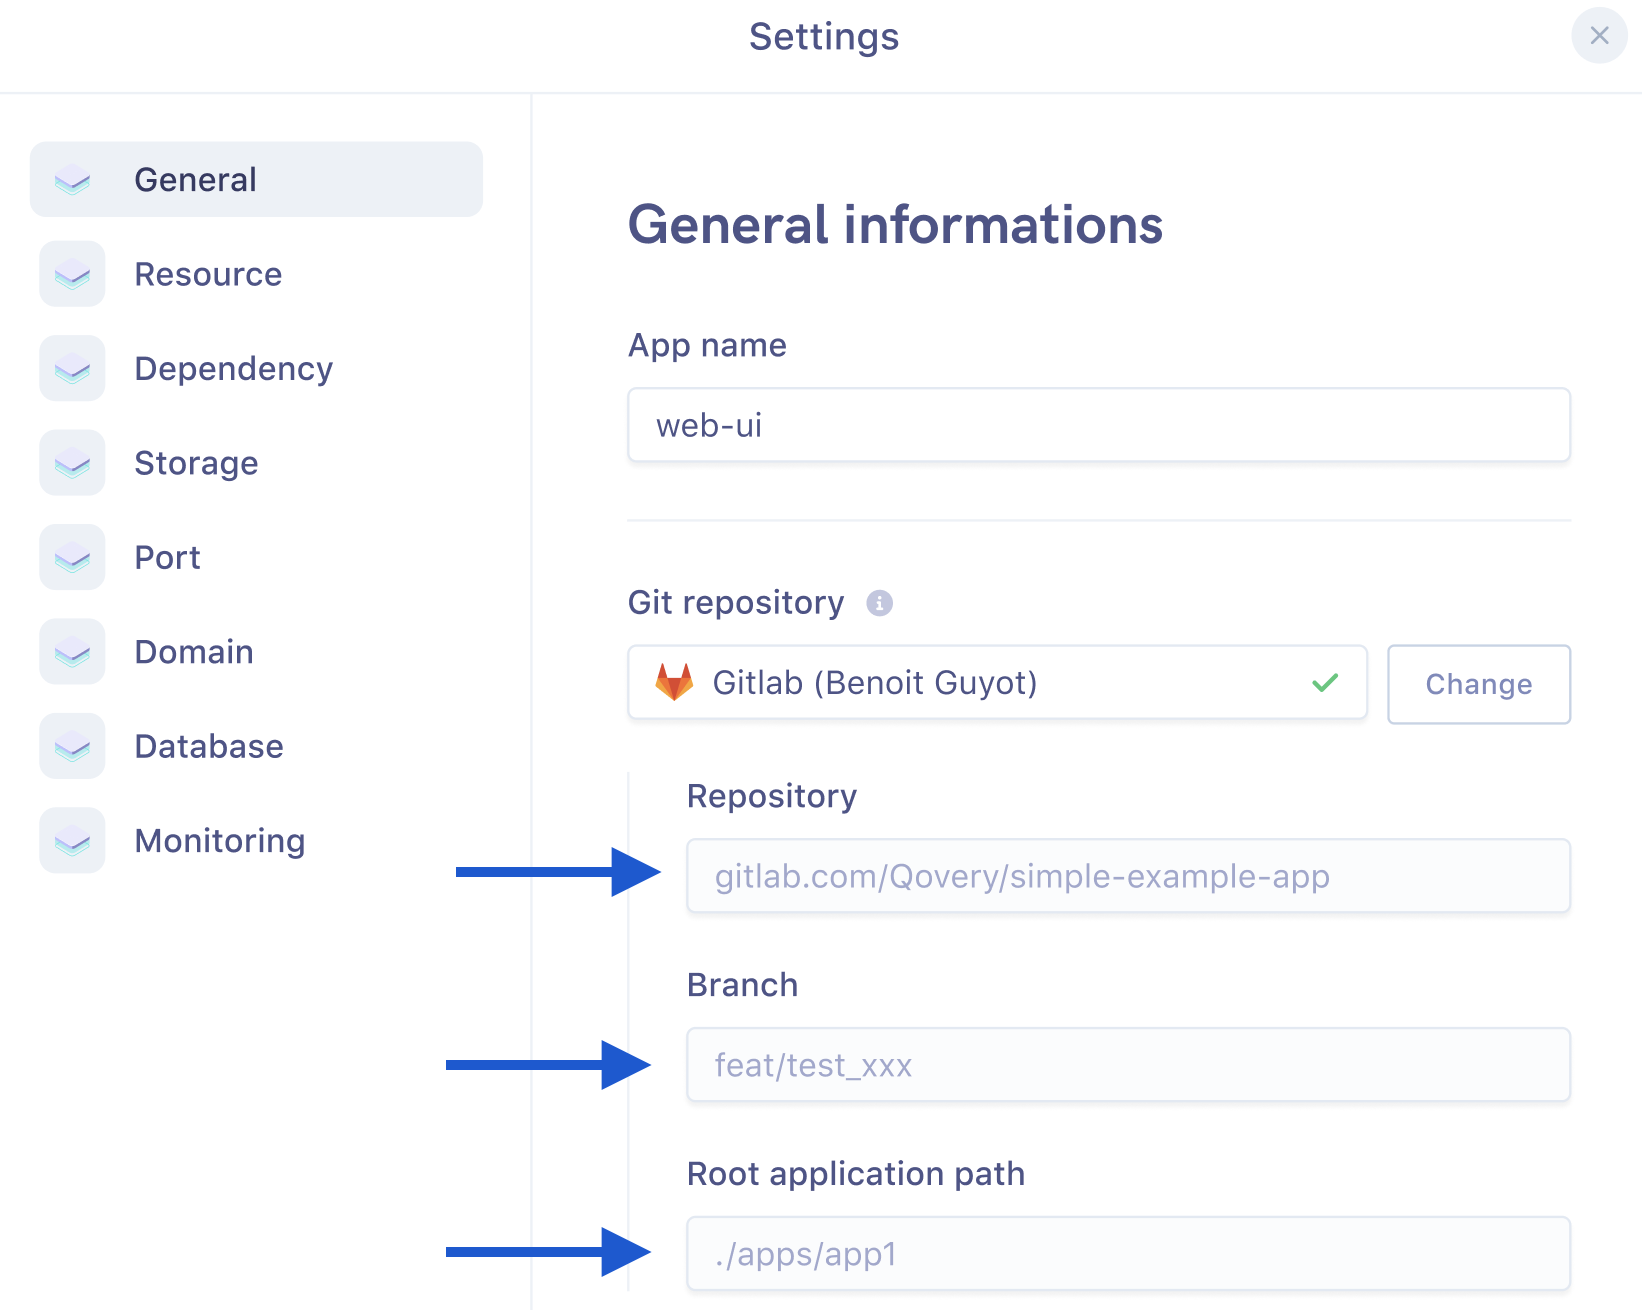 Settings
General
Resource
Dependency
Storage
Port
Domain
Database
Monitoring
General informations
App name
web-ui
Git repository
Gitlab (Benoit Guyot)
Change
Repository
gitlab.com/Qovery/simple-example-app
Branch
feat/test_xxx
Root application path
./apps/app1